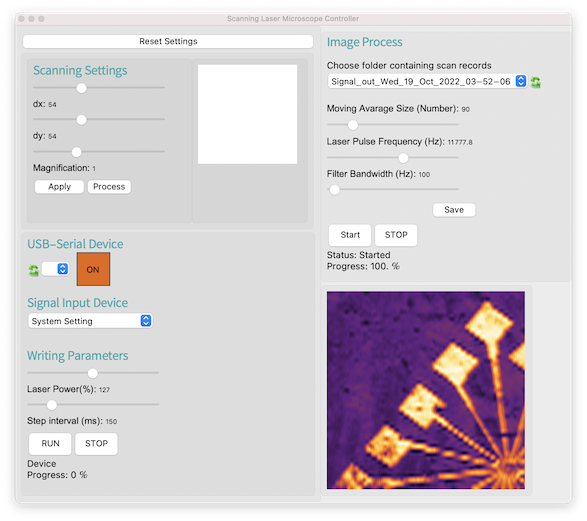 Scanning Laser Microscope Controller
Reset Settings
Scanning Settings
dx: 54
dy: 54
Magnification: 1
Apply
Process
USB-Serial Device
ON
Signal Input Device
System Setting
Writing Parameters
Laser Power(%): 127
Step interval (ms): 150
RUN
STOP
Device
Progress: 0 %
Image Process
Choose folder containing scan records
Signal_out_Wed_19_Oct_2022_03-52-06
Moving Avarage Size (Number): 90
Laser Pulse Frequency (Hz): 11777.8
Filter Bandwidth (Hz): 100
Save
Start
STOP
Status: Started
Progress: 100. %